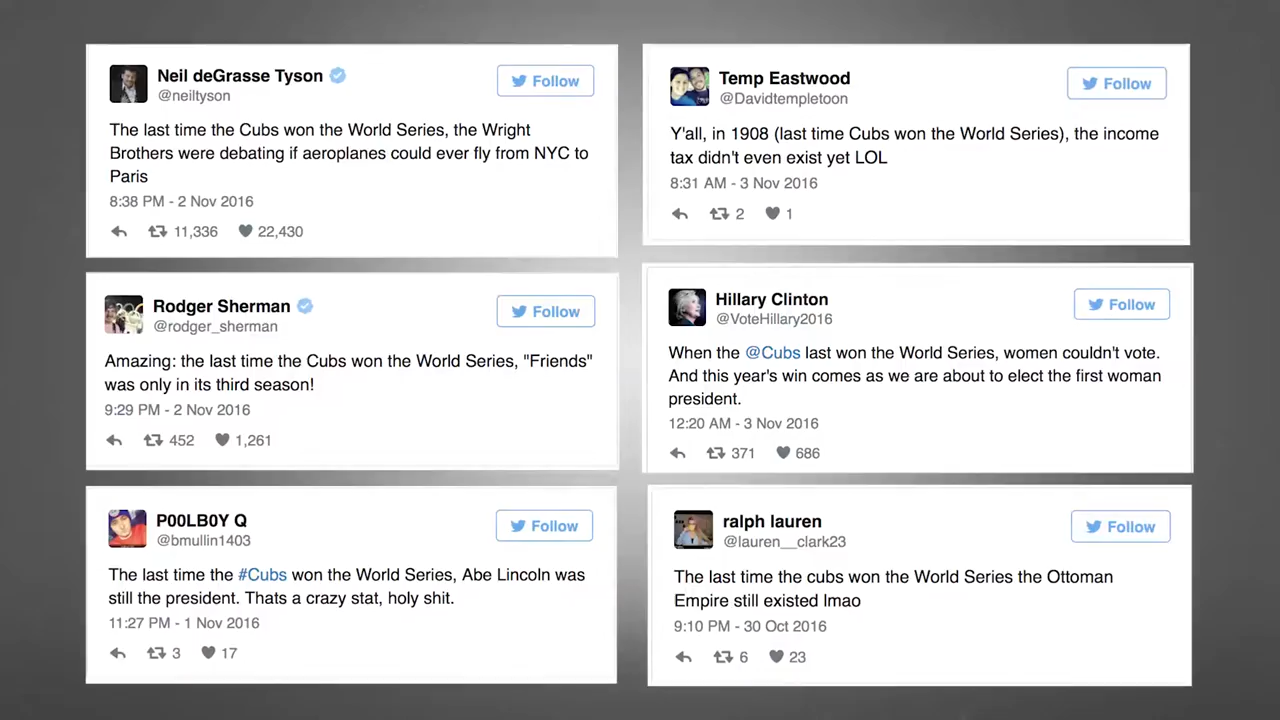 Neil deGrasse Tyson
@neiltyson
Follow
The last time the Cubs won the World Series, the Wright
Brothers were debating if aeroplanes could ever fly from NYC to
Paris
8:38 PM - 2 Nov 2016
11,336 22,430
Rodger Sherman
@rodger_sherman
Follow
Amazing: the last time the Cubs won the World Series, "Friends"
was only in its third season!
9:29 PM - 2 Nov 2016
452 1,261
P00LB0Y Q
@bmullin1403
Follow
The last time the #Cubs won the World Series, Abe Lincoln was
still the president. Thats a crazy stat, holy shit.
11:27 PM - 1 Nov 2016
3 17
Temp Eastwood
@Davidtempletoon
Follow
Y'all, in 1908 (last time Cubs won the World Series), the income
tax didn't even exist yet LOL
8:31 AM - 3 Nov 2016
2 1
Hillary Clinton
@VoteHillary2016
Follow
When the @Cubs last won the World Series, women couldn't vote.
And this year's win comes as we are about to elect the first woman
president.
12:20 AM - 3 Nov 2016
371 686
ralph lauren
@lauren__clark23
Follow
The last time the cubs won the World Series the Ottoman
Empire still existed lmao
9:10 PM - 30 Oct 2016
6 23